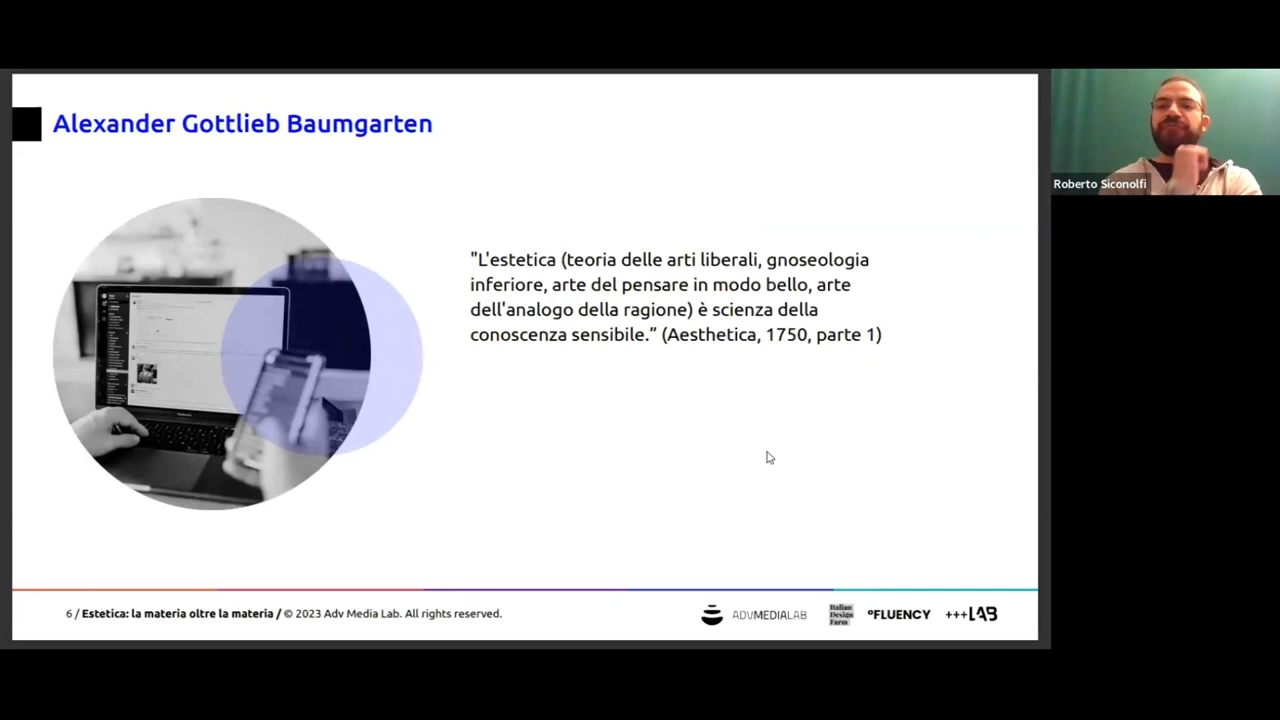 Alexander Gottlieb Baumgarten
Roberto Siconolfi
"L'estetica (teoria delle arti liberali, gnoseologia
inferiore, arte del pensare in modo bello, arte
dell'analogo della ragione) è scienza della
conoscenza sensibile.” (Aesthetica, 1750, parte 1)
6 / Estetica: la materia oltre la materia / © 2023 Adv Media Lab. All rights reserved.
ADVMEDIALAB
Italian
Design
Farm
°FLUENCY
+++LAB